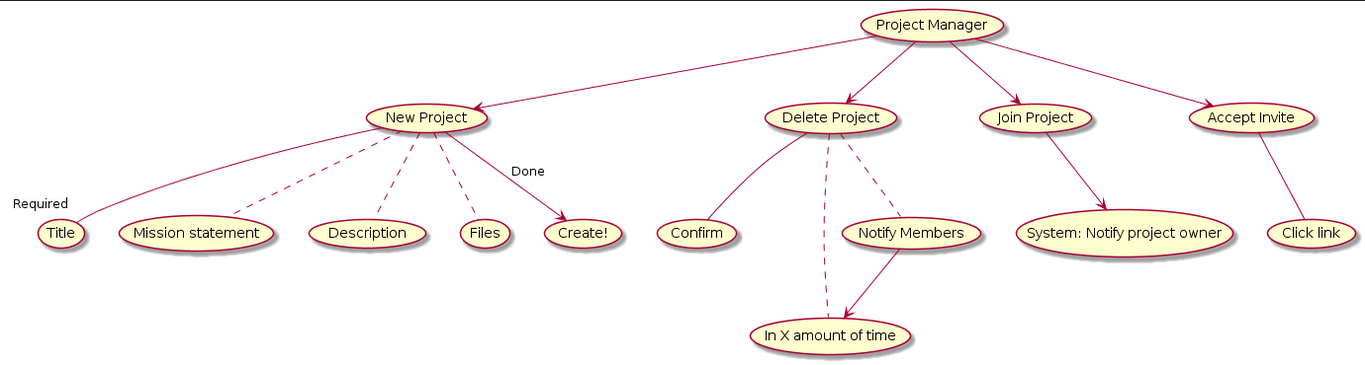 Project Manager
New Project
Delete Project
Join Project
Accept Invite
Done
Required
Title
Mission statement
Description
Files
Create!
Confirm
Notify Members
System: Notify project owner
Click link
In X amount of time